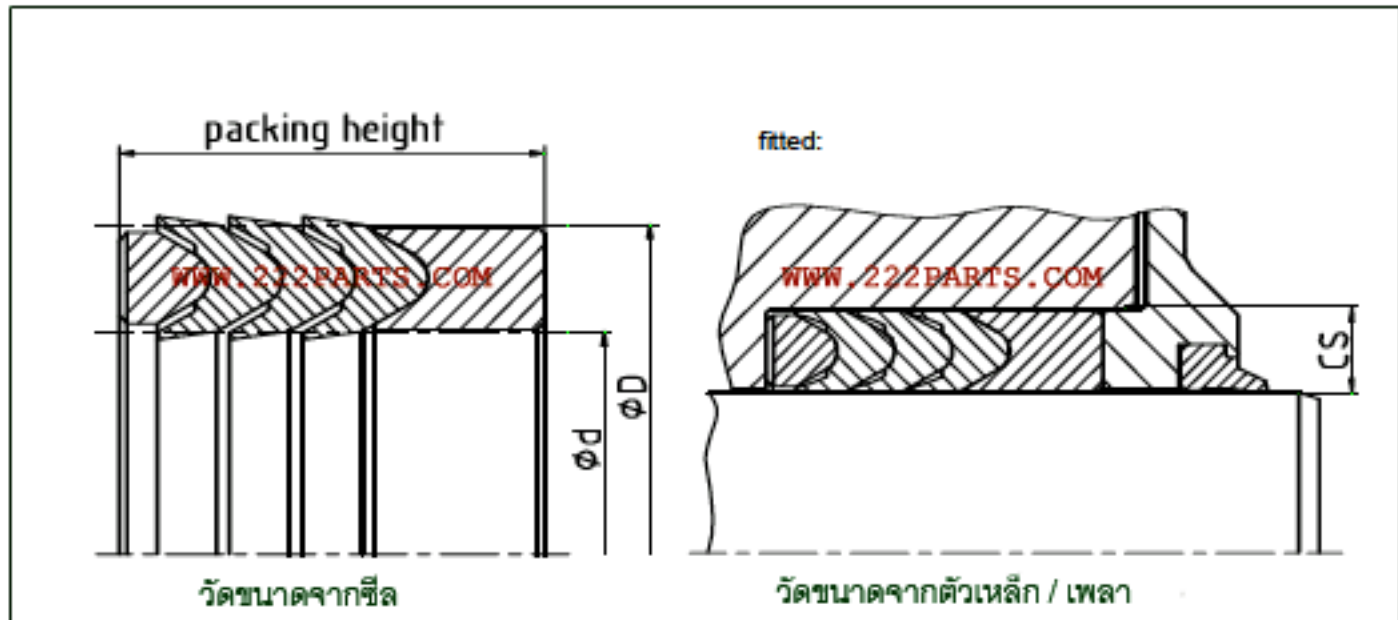 packing height
fitted:
WWW.222PARTS.COM
WWW.222PARTS.COM
CS
φD
φd
วัดขนาดจากซีล
วัดขนาดจากตัวเหล็ก / เพลา